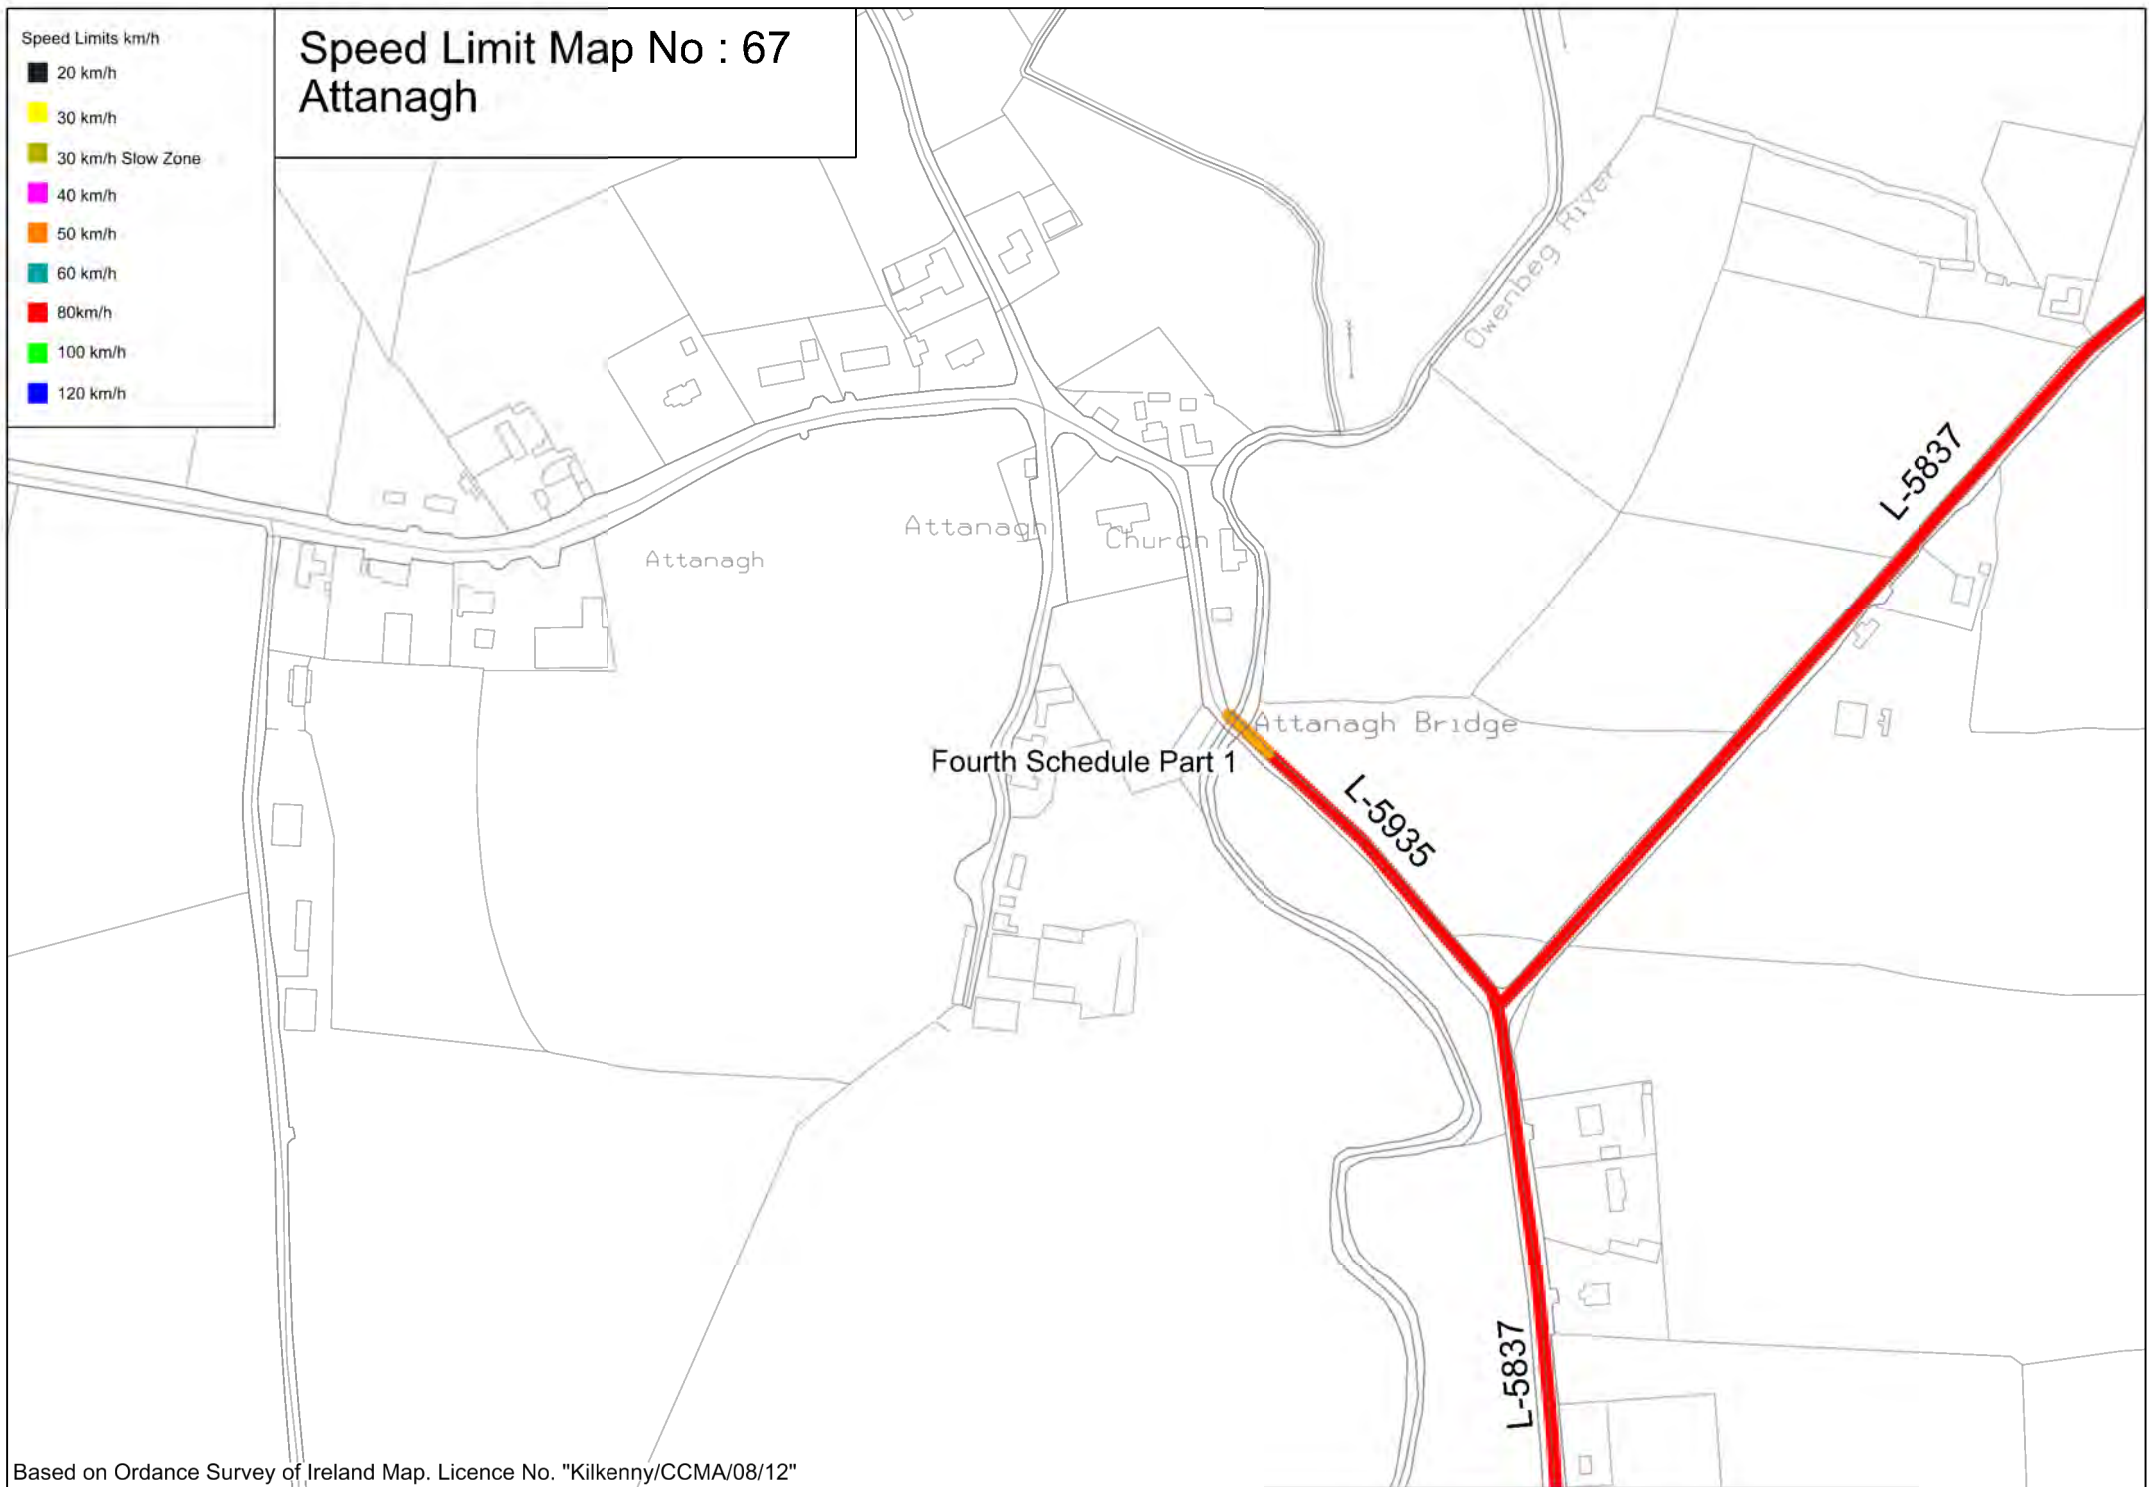 Speed Limits km/h
20 km/h
30 km/h
30 km/h Slow Zone
40 km/h
50 km/h
60 km/h
80km/h
100 km/h
120 km/h
Speed Limit Map No : 67
Attanagh
Owenbeg River
L-5837
Attanagh
Attanagh
Church
Attanagh Bridge
Fourth Schedule Part 1
L-5935
L-5837
Based on Ordance Survey of Ireland Map. Licence No. "Kilkenny/CCMA/08/12"